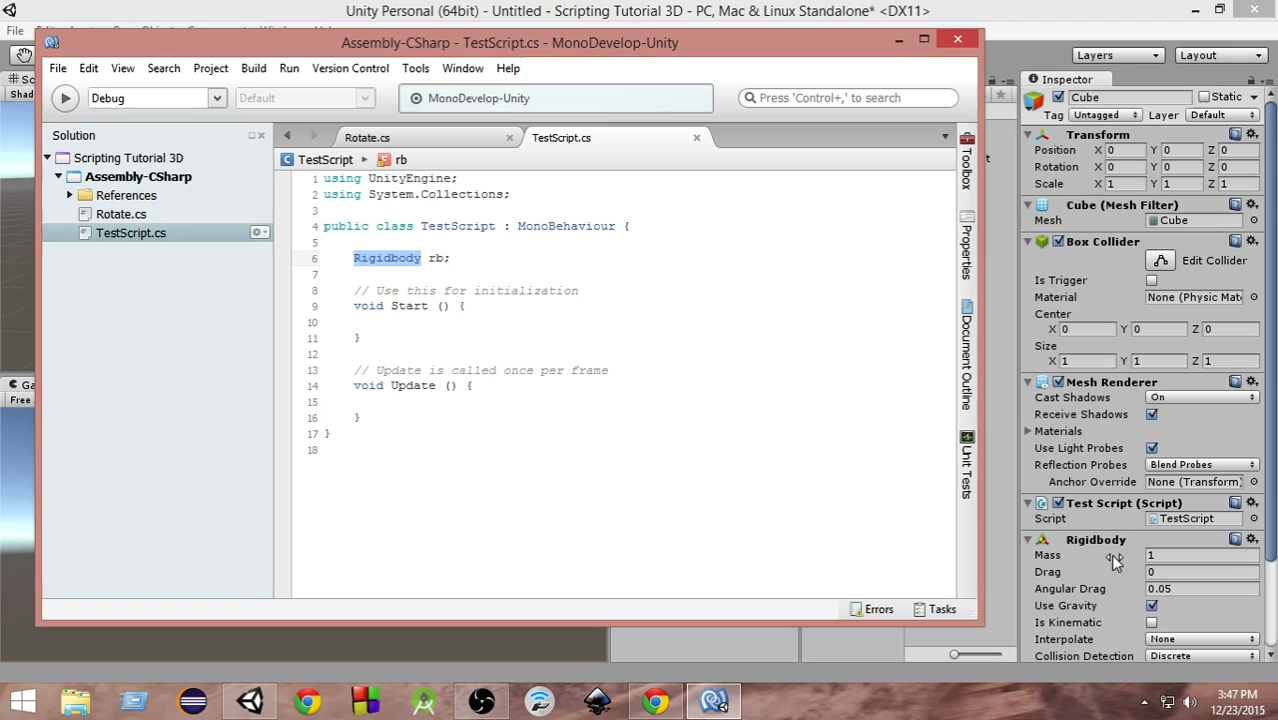 Unity Personal (64bit) - Untitled - Scripting Tutorial 3D - PC, Mac & Linux Standalone* <DX11>
File
Layers
Layout
Assembly-CSharp - TestScript.cs - MonoDevelop-Unity
File Edit View Search Project Build Run Version Control Tools Window Help
Debug
Default
MonoDevelop-Unity
Press 'Control+,' to search
Solution
Scripting Tutorial 3D
Assembly-CSharp
References
Rotate.cs
TestScript.cs
Rotate.cs
TestScript.cs
TestScript
rb
1 using UnityEngine;
2 using System.Collections;
3
4 public class TestScript : MonoBehaviour {
5
6 Rigidbody rb;
7
8 // Use this for initialization
9 void Start () {
10
11 }
12
13 // Update is called once per frame
14 void Update () {
15
16 }
17 }
18
Toolbox
Properties
Document Outline
Unit Tests
Errors
Tasks
Sc
Shad
Ga
Free
Inspector
Cube
Static
Tag Untagged Layer Default
Transform
Position X 0 Y 0 Z 0
Rotation X 0 Y 0 Z 0
Scale X 1 Y 1 Z 1
Cube (Mesh Filter)
Mesh Cube
Box Collider
Edit Collider
Is Trigger
Material None (Physic Mat
Center
X 0 Y 0 Z 0
Size
X 1 Y 1 Z 1
Mesh Renderer
Cast Shadows On
Receive Shadows
Materials
Use Light Probes
Reflection Probes Blend Probes
Anchor Override None (Transform)
Test Script (Script)
Script TestScript
Rigidbody
Mass 1
Drag 0
Angular Drag 0.05
Use Gravity
Is Kinematic
Interpolate None
Collision Detection Discrete
3:47 PM
12/23/2015